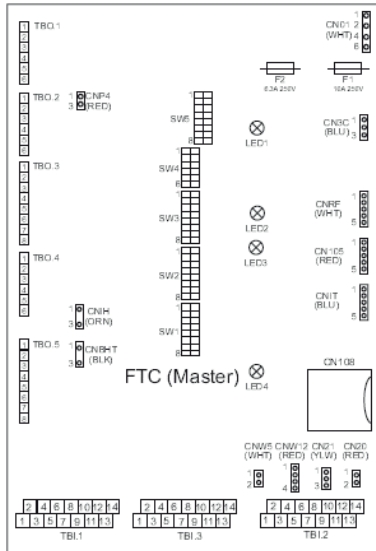 TBO.1
1
2
3
4
5
6
CN01
(WHT)
1
2
4
6
F2
6.3A 250V
F1
10A 250V
TBO.2
1
2
3
4
5
6
CNP4
(RED)
1
3
SW5
1
8
LED1
CN3C
(BLU)
1
3
TBO.3
1
2
3
4
5
6
7
8
SW4
1
6
SW3
1
8
LED2
CNRF
(WHT)
1
5
LED3
CN105
(RED)
1
5
TBO.4
1
2
3
4
5
6
SW2
1
8
CNIT
(BLU)
1
5
CNIH
(ORN)
1
3
SW1
1
8
TBO.5
1
2
3
4
5
6
7
8
CNBHT
(BLK)
1
3
FTC (Master)
LED4
CN108
CNW5
(WHT)
1
2
CNW12
(RED)
1
4
CN21
(YLW)
1
3
CN20
(RED)
1
2
2 4 6 8 10 12 14
1 3 5 7 9 11 13
TBI.1
2 4 6 8 10 12 14
1 3 5 7 9 11 13
TBI.3
2 4 6 8 10 12 14
1 3 5 7 9 11 13
TBI.2